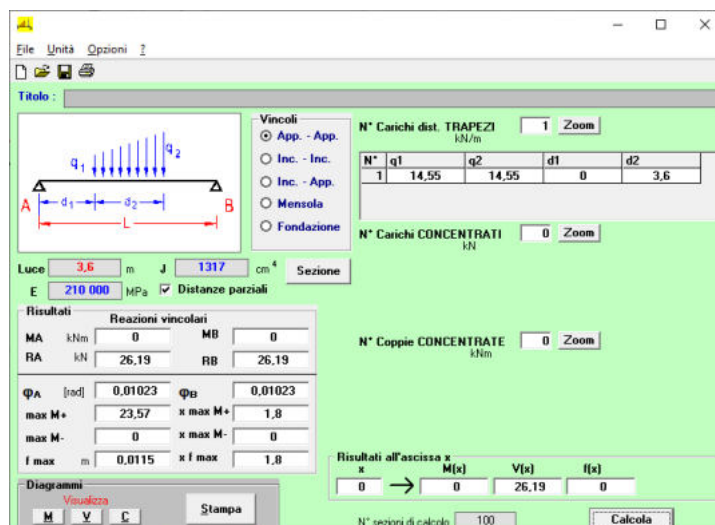 File Unità Opzioni ?
Titolo :
q1 q2
A d1 d2 B
L
Vincoli
App. - App.
Inc. - Inc.
Inc. - App.
Mensola
Fondazione
N° Carichi dist. TRAPEZI 1 Zoom
kN/m
N° q1 q2 d1 d2
1 14,55 14,55 0 3,6
N° Carichi CONCENTRATI 0 Zoom
kN
Luce 3,6 m J 1317 cm 4 Sezione
E 210 000 MPa Distanze parziali
Risultati
Reazioni vincolari
MA kNm 0 MB 0
RA kN 26,19 RB 26,19
φA [rad] 0,01023 φB 0,01023
max M+ 23,57 x max M+ 1,8
max M- 0 x max M- 0
f max m 0,0115 x f max 1,8
N° Coppie CONCENTRATE 0 Zoom
kNm
Risultati all'ascissa x
x M(x) V(x) f(x)
0 → 0 26,19 0
Diagrammi
Visualizza
M V C Stampa
N° sezioni di calcolo 100 Calcola